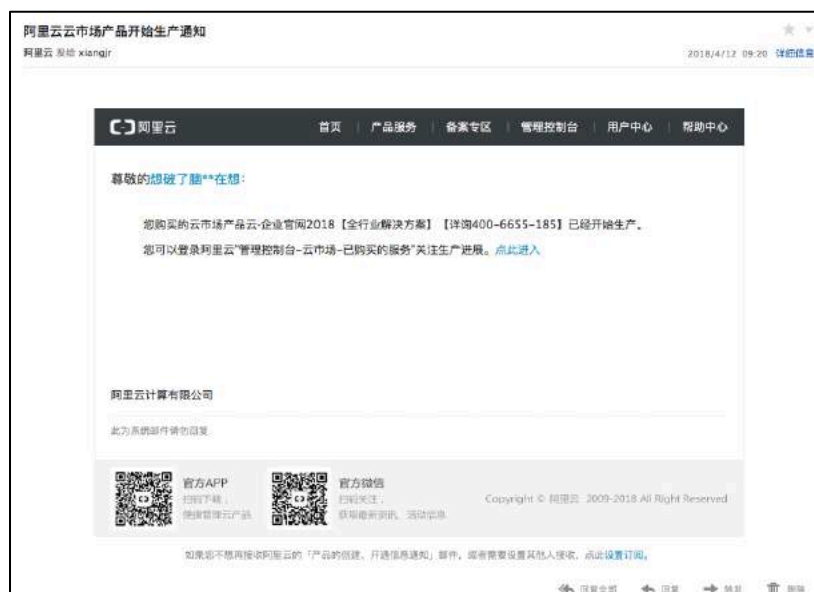 阿里云云市场产品开始生产通知
阿里云 发给 xiangjr
2018/4/12 09:20 详细信息
阿里云 首页 产品服务 备案专区 管理控制台 用户中心 帮助中心
尊敬的想破了脑**在想：
您购买的云市场产品云·企业官网2018【全行业解决方案】【详询400-6655-185】已经开始生产。
您可以登录阿里云"管理控制台-云市场-已购买的服务"关注生产进展。点此进入
阿里云计算有限公司
此为系统邮件请勿回复
官方APP
扫码下载，
便捷管理云产品
官方微信
扫码关注，
获取最新资讯、活动信息
Copyright © 阿里云 2009-2018 All Right Reserved
如果您不想再接收阿里云的「产品的创建、开通信息通知」邮件，或者需要设置其他人接收，点此设置订阅。
回复全部 回复 转发 删除